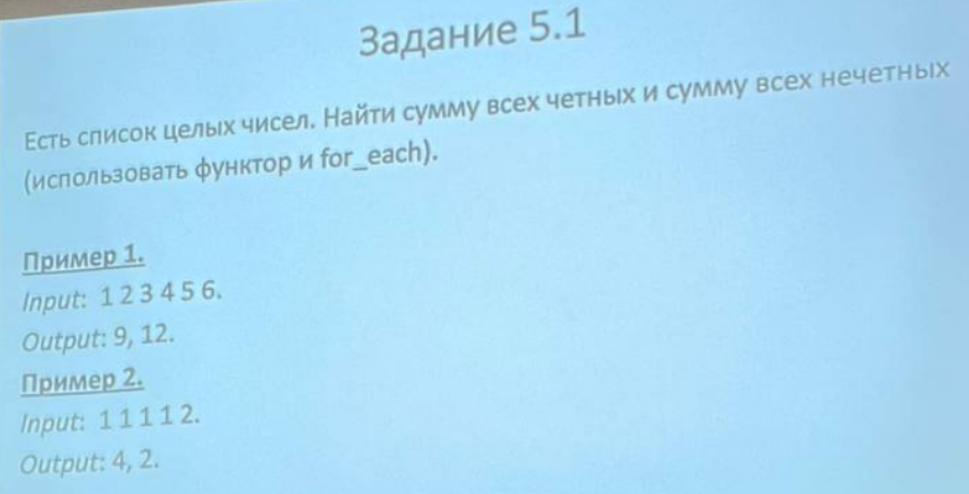 Задание 5.1
Есть список целых чисел. Найти сумму всех четных и сумму всех нечетных
(использовать функтор и for_each).
Пример 1.
Input: 1 2 3 4 5 6.
Output: 9, 12.
Пример 2.
Input: 1 1 1 1 2.
Output: 4, 2.